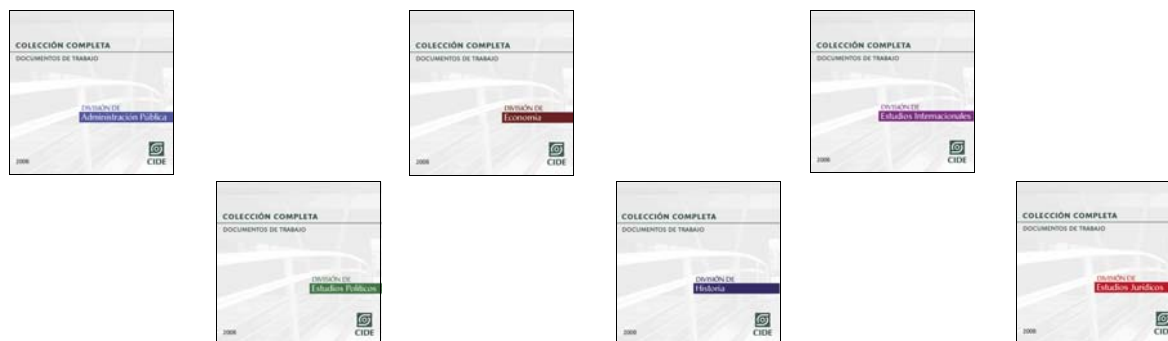 COLECCIÓN COMPLETA
DOCUMENTOS DE TRABAJO
DIVISIÓN DE
Administración Pública
2008
CIDE
COLECCIÓN COMPLETA
DOCUMENTOS DE TRABAJO
DIVISIÓN DE
Economía
2008
CIDE
COLECCIÓN COMPLETA
DOCUMENTOS DE TRABAJO
DIVISIÓN DE
Estudios Internacionales
2008
CIDE
COLECCIÓN COMPLETA
DOCUMENTOS DE TRABAJO
DIVISIÓN DE
Estudios Políticos
2008
CIDE
COLECCIÓN COMPLETA
DOCUMENTOS DE TRABAJO
DIVISIÓN DE
Historia
2008
CIDE
COLECCIÓN COMPLETA
DOCUMENTOS DE TRABAJO
DIVISIÓN DE
Estudios Jurídicos
2008
CIDE